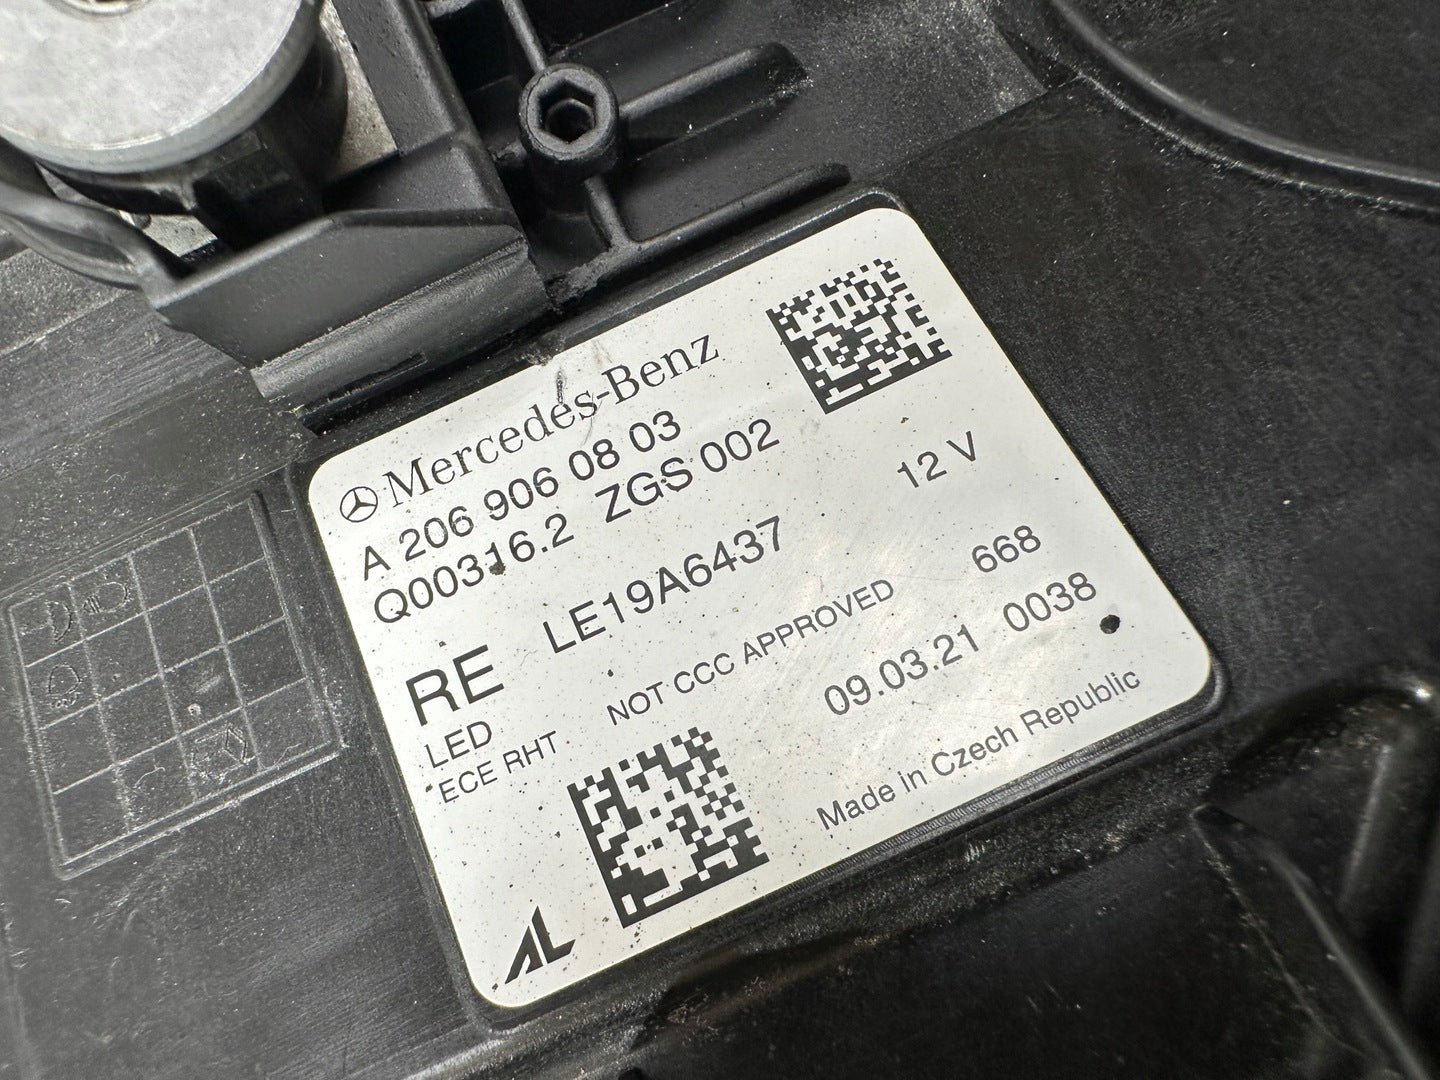 Mercedes-Benz
A 206 906 08 03
Q00316.2 ZGS 002
12 V
RE LE19A6437
LED
ECE RHT
NOT CCC APPROVED
668
09.03.21 0038
Made in Czech Republic
AL